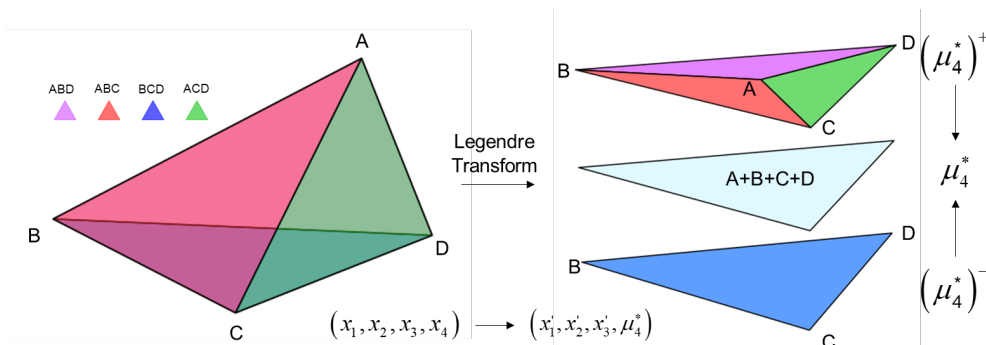 A
ABD ABC BCD ACD
B
D
C
Legendre
Transform
(x₁, x₂, x₃, x₄) → (x₁', x₂', x₃', μ₄*)
B
A
D
C
(μ₄*)⁺
A+B+C+D
μ₄*
B
D
C
(μ₄*)⁻